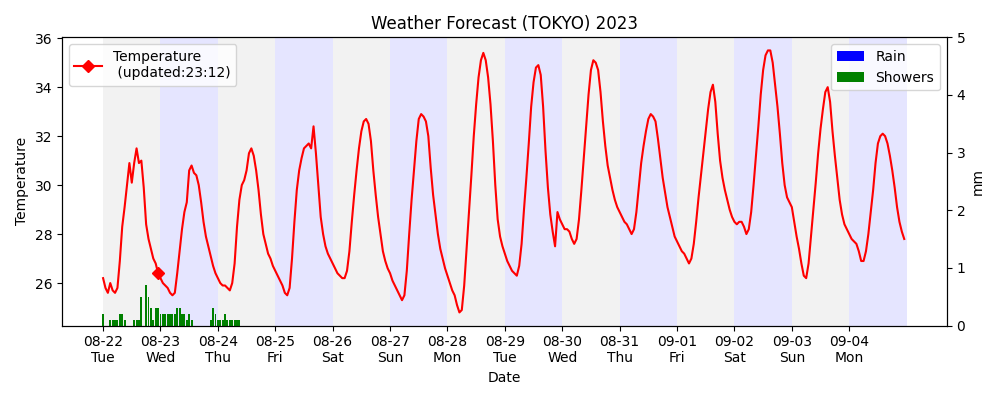 Weather Forecast (TOKYO) 2023
Temperature
(updated:23:12)
Rain
Showers
Temperature
36
34
32
30
28
26
5
4
3
2
1
0
mm
08-22 08-23 08-24 08-25 08-26 08-27 08-28 08-29 08-30 08-31 09-01 09-02 09-03 09-04
Tue Wed Thu Fri Sat Sun Mon Tue Wed Thu Fri Sat Sun Mon
Date